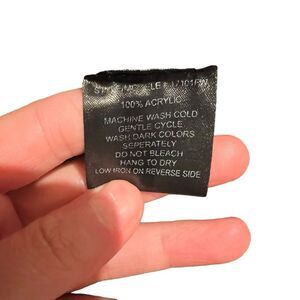 100% ACRYLIC
MACHINE WASH COLD
GENTLE CYCLE
WASH DARK COLORS
SEPERATELY
DO NOT BLEACH
HANG TO DRY
LOW IRON ON REVERSE SIDE